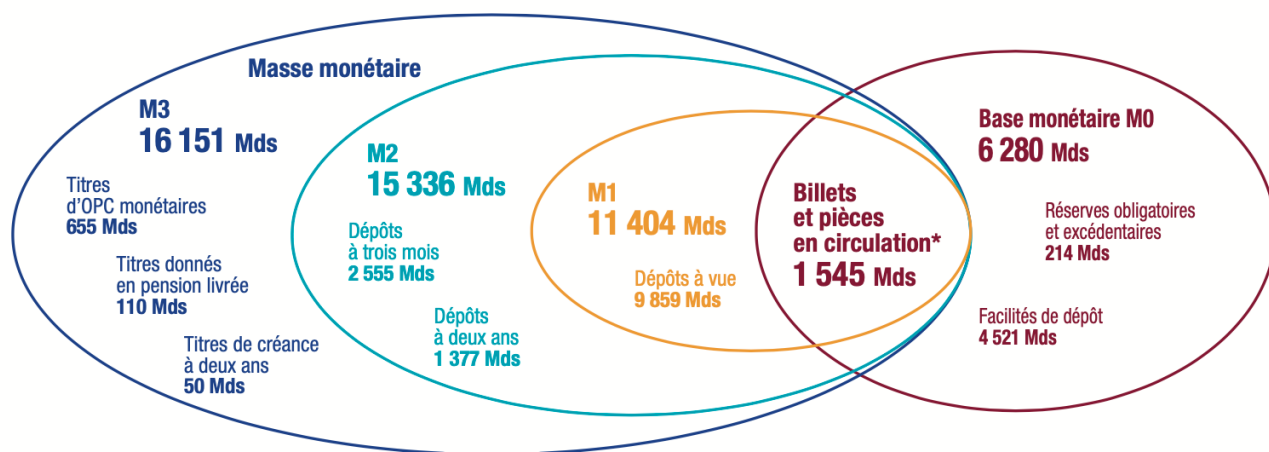 Masse monétaire
M3
16 151 Mds
Titres
d'OPC monétaires
655 Mds
Titres donnés
en pension livrée
110 Mds
Titres de créance
à deux ans
50 Mds
M2
15 336 Mds
Dépôts
à trois mois
2 555 Mds
Dépôts
à deux ans
1 377 Mds
M1
11 404 Mds
Dépôts à vue
9 859 Mds
Billets
et pièces
en circulation*
1 545 Mds
Base monétaire M0
6 280 Mds
Réserves obligatoires
et excédentaires
214 Mds
Facilités de dépôt
4 521 Mds